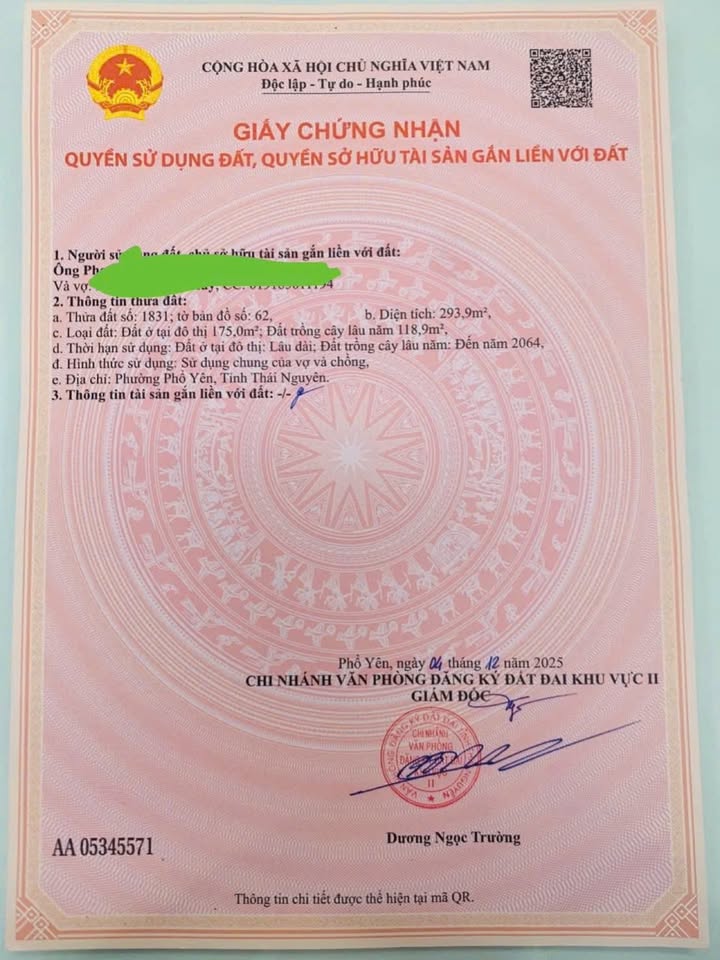 CỘNG HÒA XÃ HỘI CHỦ NGHĨA VIỆT NAM
Độc lập - Tự do - Hạnh phúc
GIẤY CHỨNG NHẬN
QUYỀN SỬ DỤNG ĐẤT, QUYỀN SỞ HỮU TÀI SẢN GẮN LIỀN VỚI ĐẤT
1. Người sử dụng đất, chủ sở hữu tài sản gắn liền với đất:
Ông
Và vợ:
2. Thông tin thửa đất:
a. Thửa đất số: 1831; tờ bản đồ số: 62, b. Diện tích: 293,9m²,
c. Loại đất: Đất ở tại đô thị 175,0m²; Đất trồng cây lâu năm 118,9m²,
d. Thời hạn sử dụng: Đất ở tại đô thị: Lâu dài; Đất trồng cây lâu năm: Đến năm 2064,
đ. Hình thức sử dụng: Sử dụng chung của vợ và chồng,
e. Địa chỉ: Phường Phổ Yên, Tỉnh Thái Nguyên.
3. Thông tin tài sản gắn liền với đất: -/-
Phổ Yên, ngày 04 tháng 12 năm 2025
CHI NHÁNH VĂN PHÒNG ĐĂNG KÝ ĐẤT ĐAI KHU VỰC II
GIÁM ĐỐC
CHI NHÁNH
VĂN PHÒNG
II
Dương Ngọc Trường
AA 05345571
Thông tin chi tiết được thể hiện tại mã QR.